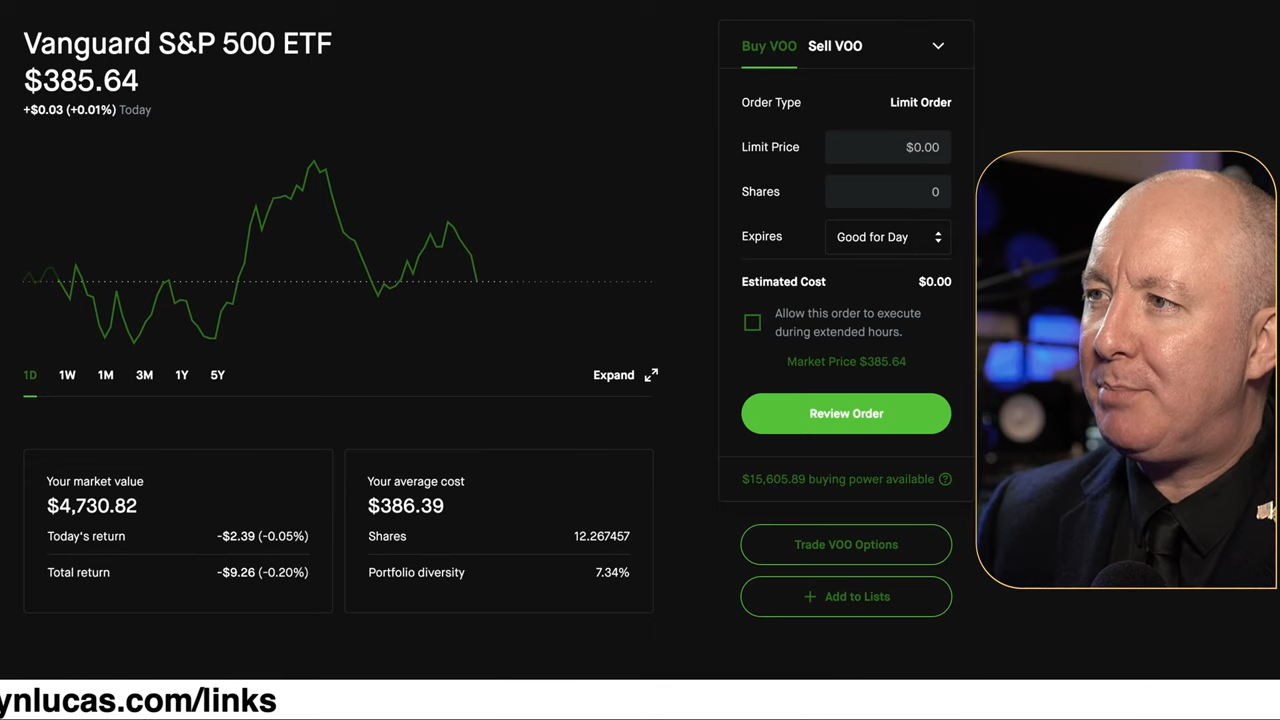 Vanguard S&P 500 ETF
$385.64
+$0.03 (+0.01%) Today
1D 1W 1M 3M 1Y 5Y
Expand
Your market value
$4,730.82
Today's return -$2.39 (-0.05%)
Total return -$9.26 (-0.20%)
Your average cost
$386.39
Shares 12.267457
Portfolio diversity 7.34%
Buy VOO Sell VOO
Order Type Limit Order
Limit Price $0.00
Shares 0
Expires Good for Day
Estimated Cost $0.00
Allow this order to execute
during extended hours.
Market Price $385.64
Review Order
$15,605.89 buying power available ?
Trade VOO Options
+ Add to Lists
ynlucas.com/links